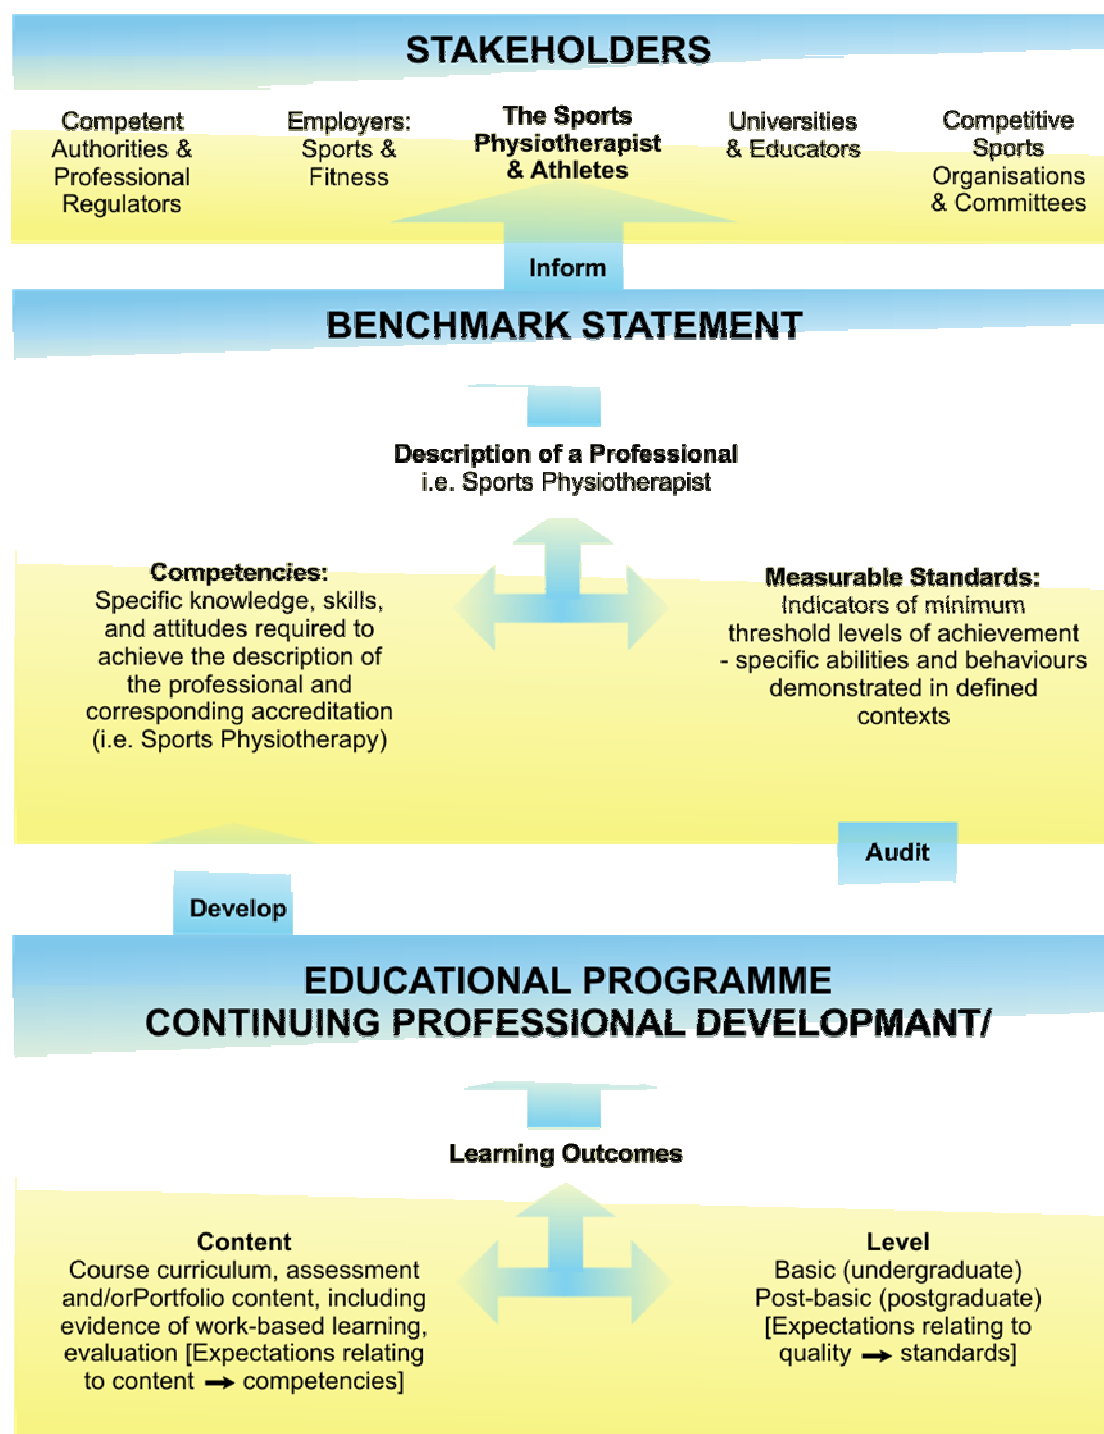 STAKEHOLDERS
Competent
Authorities &
Professional
Regulators
Employers:
Sports &
Fitness
The Sports
Physiotherapist
& Athletes
Universities
& Educators
Competitive
Sports
Organisations
& Committees
Inform
BENCHMARK STATEMENT
Description of a Professional
i.e. Sports Physiotherapist
Competencies:
Specific knowledge, skills,
and attitudes required to
achieve the description of
the professional and
corresponding accreditation
(i.e. Sports Physiotherapy)
Measurable Standards:
Indicators of minimum
threshold levels of achievement
- specific abilities and behaviours
demonstrated in defined
contexts
Audit
Develop
EDUCATIONAL PROGRAMME
CONTINUING PROFESSIONAL DEVELOPMANT/
Learning Outcomes
Content
Course curriculum, assessment
and/orPortfolio content, including
evidence of work-based learning,
evaluation [Expectations relating
to content → competencies]
Level
Basic (undergraduate)
Post-basic (postgraduate)
[Expectations relating to
quality → standards]